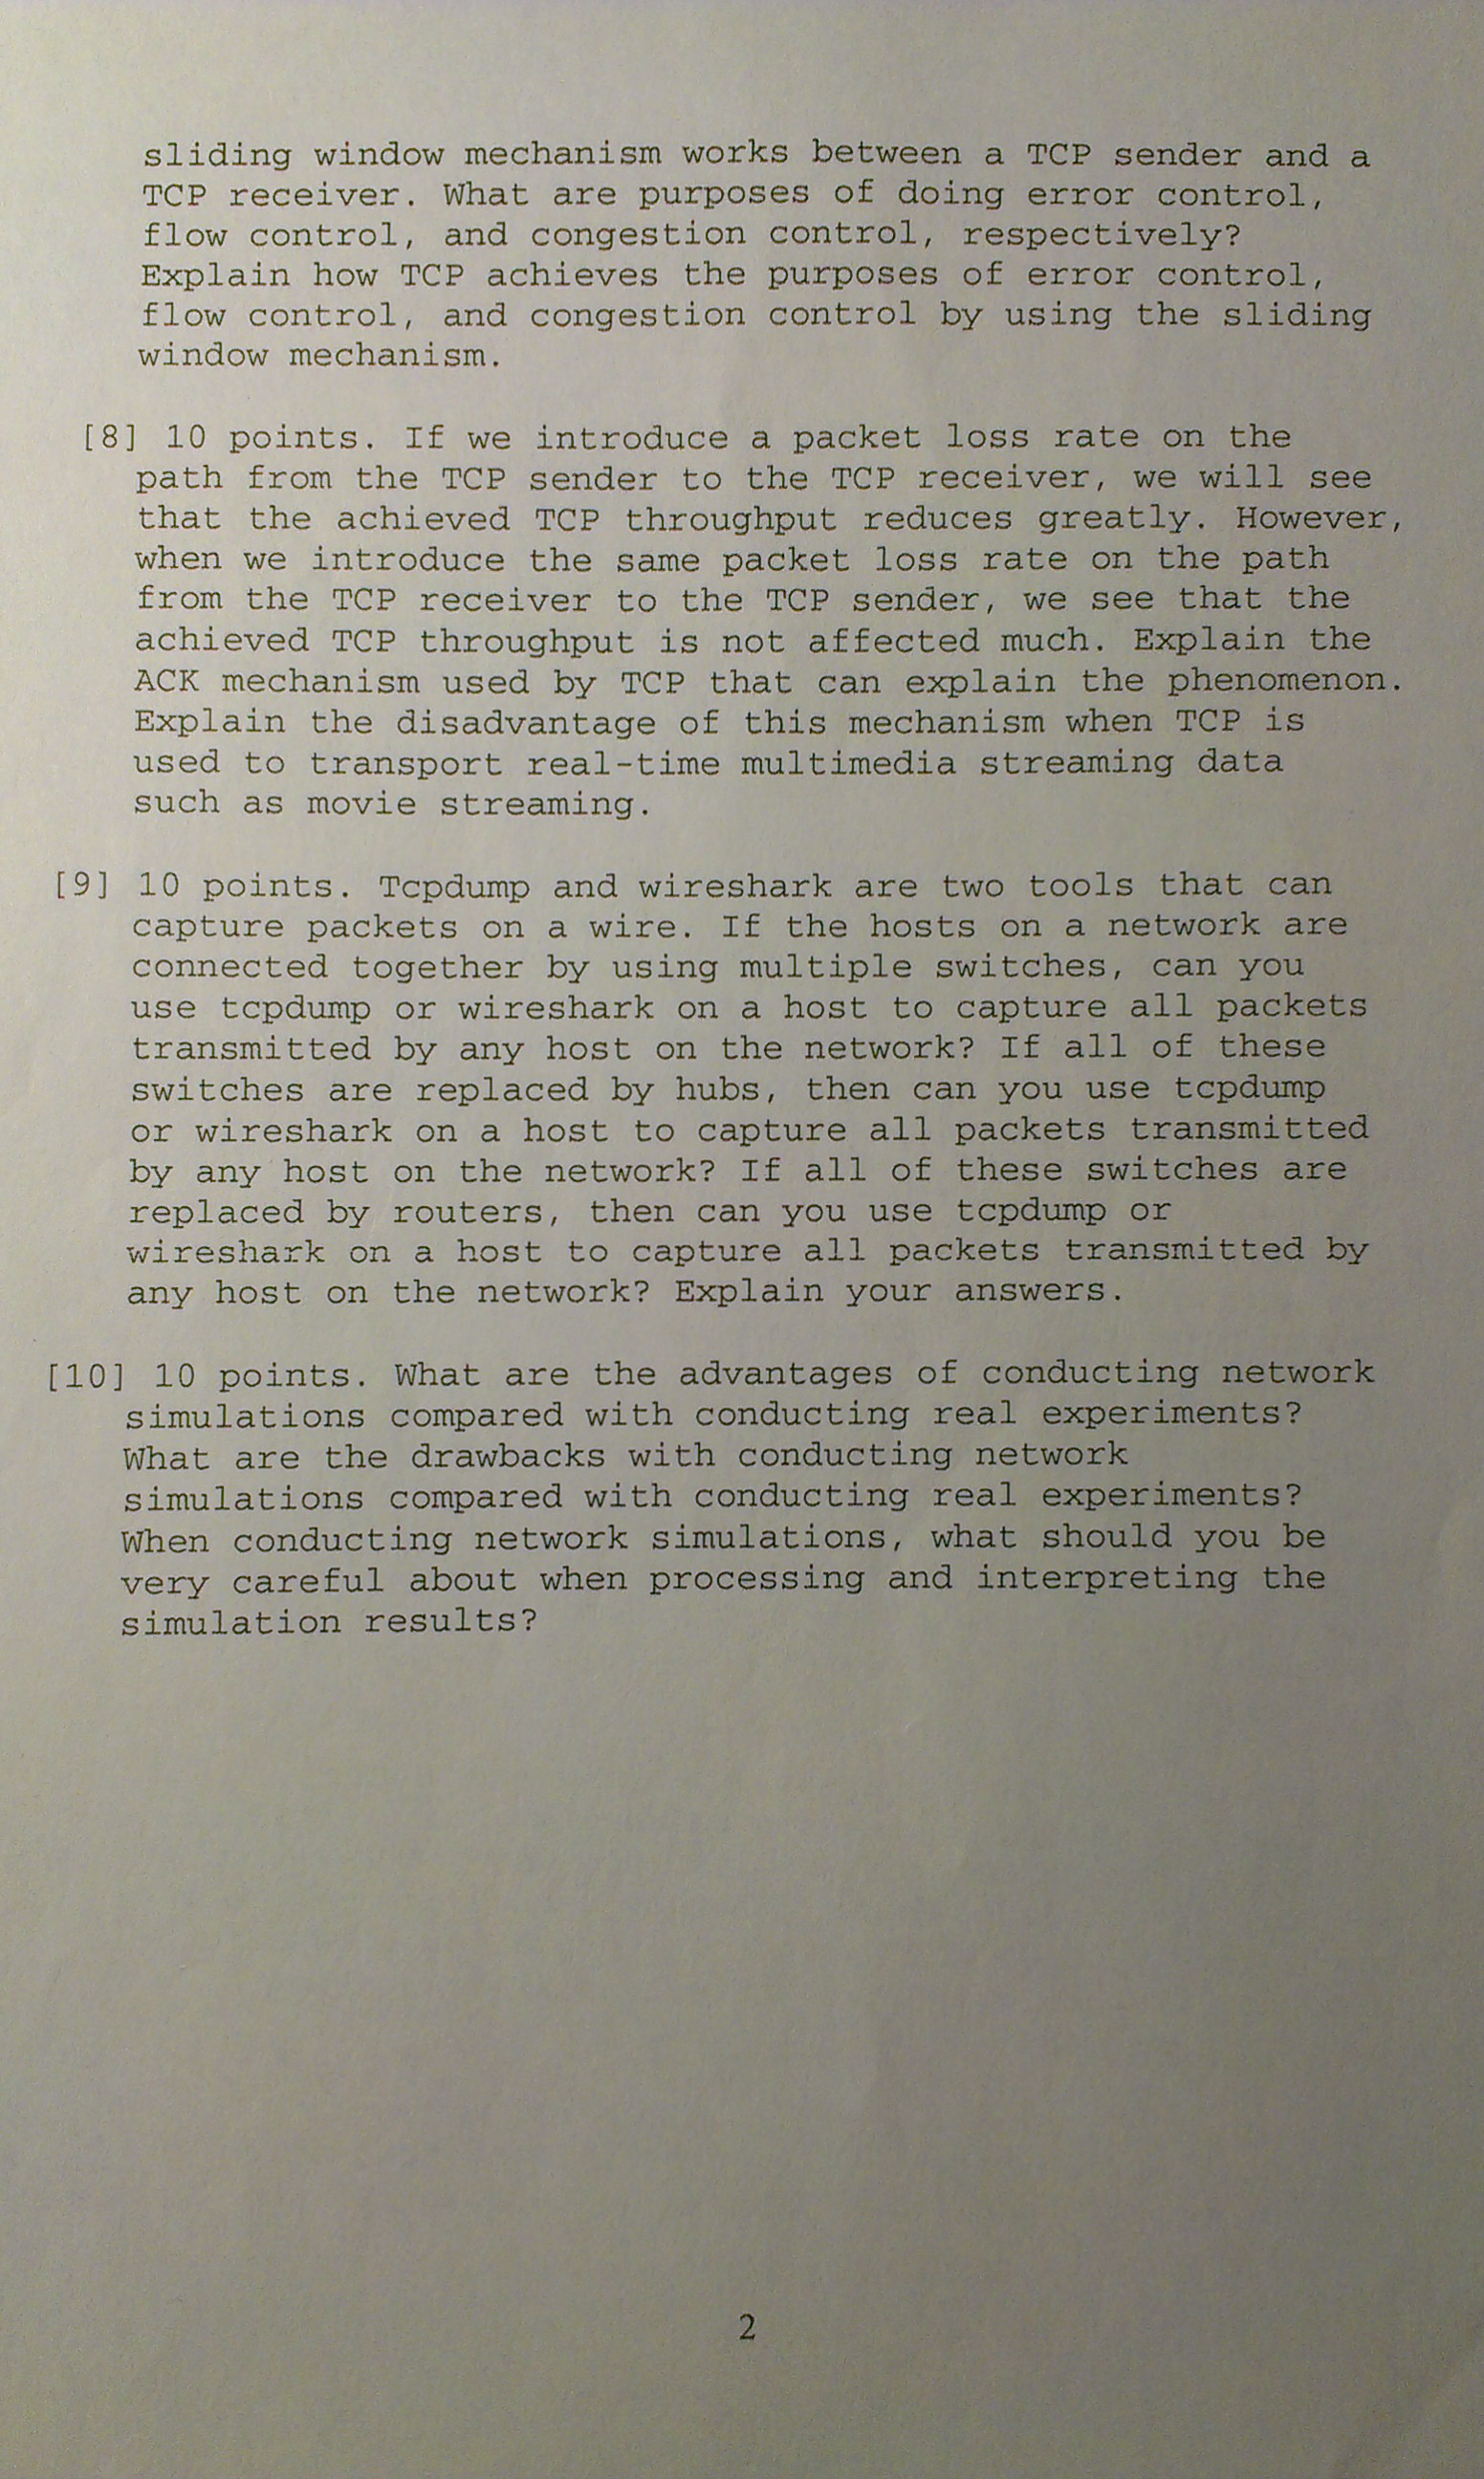 sliding window mechanism works between a TCP sender and a
TCP receiver. What are purposes of doing error control,
flow control, and congestion control, respectively?
Explain how TCP achieves the purposes of error control,
flow control, and congestion control by using the sliding
window mechanism.
[8] 10 points. If we introduce a packet loss rate on the
path from the TCP sender to the TCP receiver, we will see
that the achieved TCP throughput reduces greatly. However,
when we introduce the same packet loss rate on the path
from the TCP receiver to the TCP sender, we see that the
achieved TCP throughput is not affected much. Explain the
ACK mechanism used by TCP that can explain the phenomenon.
Explain the disadvantage of this mechanism when TCP is
used to transport real-time multimedia streaming data
such as movie streaming.
[9] 10 points. Tcpdump and wireshark are two tools that can
capture packets on a wire. If the hosts on a network are
connected together by using multiple switches, can you
use tcpdump or wireshark on a host to capture all packets
transmitted by any host on the network? If all of these
switches are replaced by hubs, then can you use tcpdump
or wireshark on a host to capture all packets transmitted
by any host on the network? If all of these switches are
replaced by routers, then can you use tcpdump or
wireshark on a host to capture all packets transmitted by
any host on the network? Explain your answers.
[10] 10 points. What are the advantages of conducting network
simulations compared with conducting real experiments?
What are the drawbacks with conducting network
simulations compared with conducting real experiments?
When conducting network simulations, what should you be
very careful about when processing and interpreting the
simulation results?
2